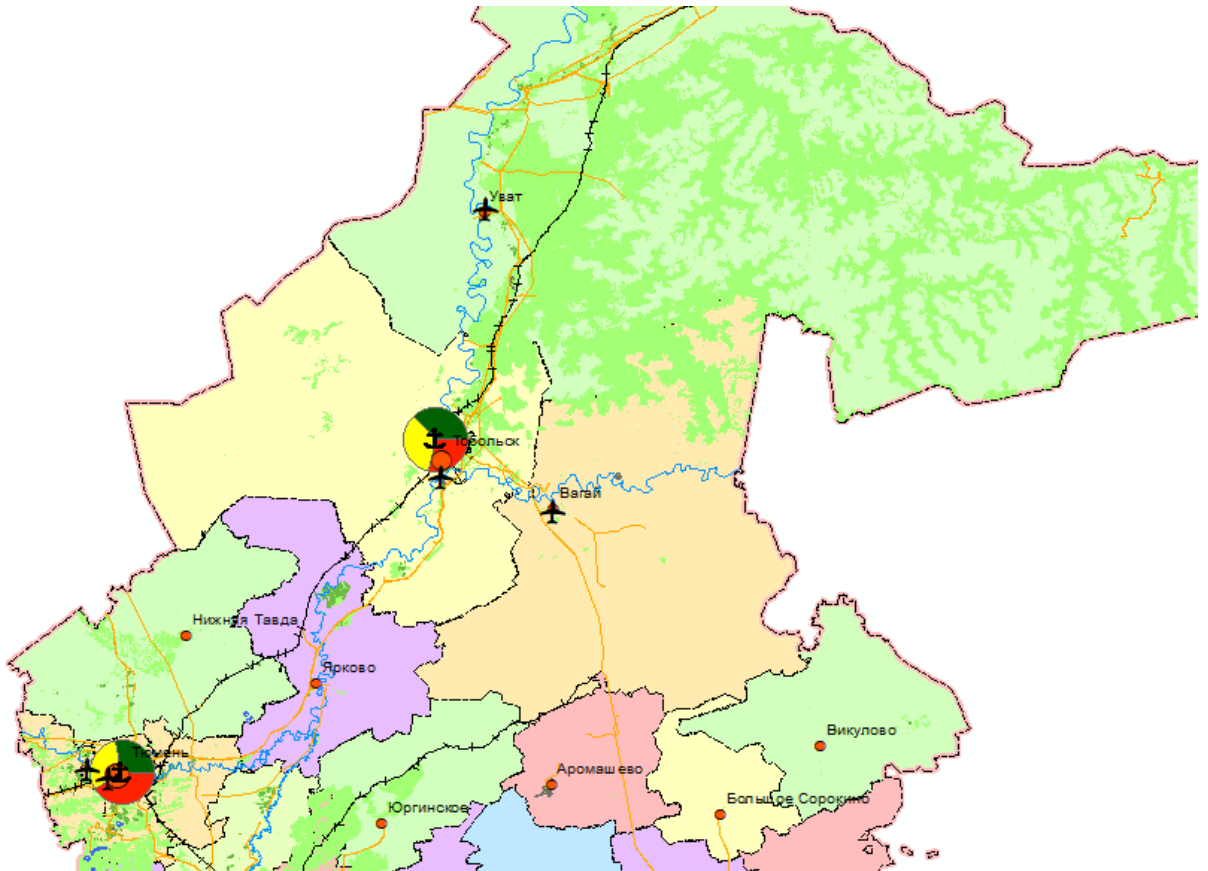 Уват
Тобольск
Вагай
Нижняя Тавда
Ярково
Викулово
Тюмень
Аромашево
Большое Сорокино
Юргинское